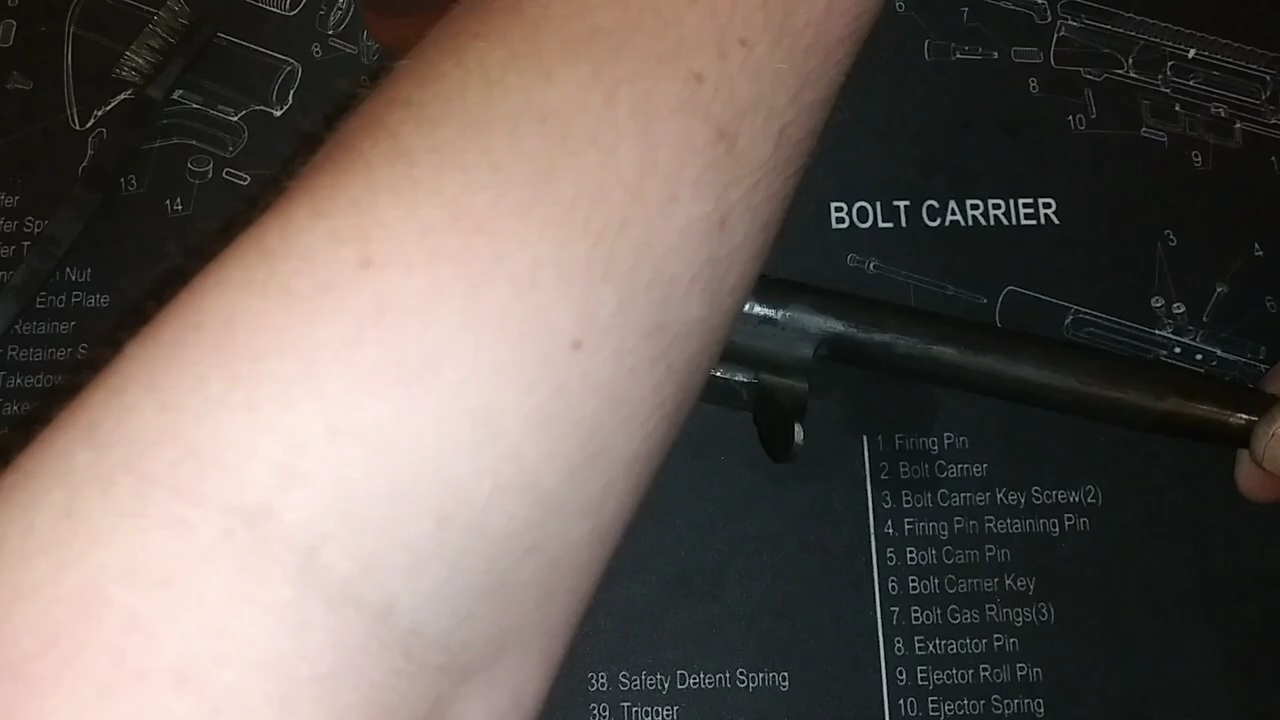 6
7
8
8
10
9
13
14
BOLT CARRIER
3
4
6
Nut
End Plate
Retainer
Retainer S
1. Firing Pin
2. Bolt Carrier
3. Bolt Carrier Key Screw(2)
4. Firing Pin Retaining Pin
5. Bolt Cam Pin
6. Bolt Carrier Key
7. Bolt Gas Rings(3)
8. Extractor Pin
9. Ejector Roll Pin
10. Ejector Spring
38. Safety Detent Spring
39. Trigger